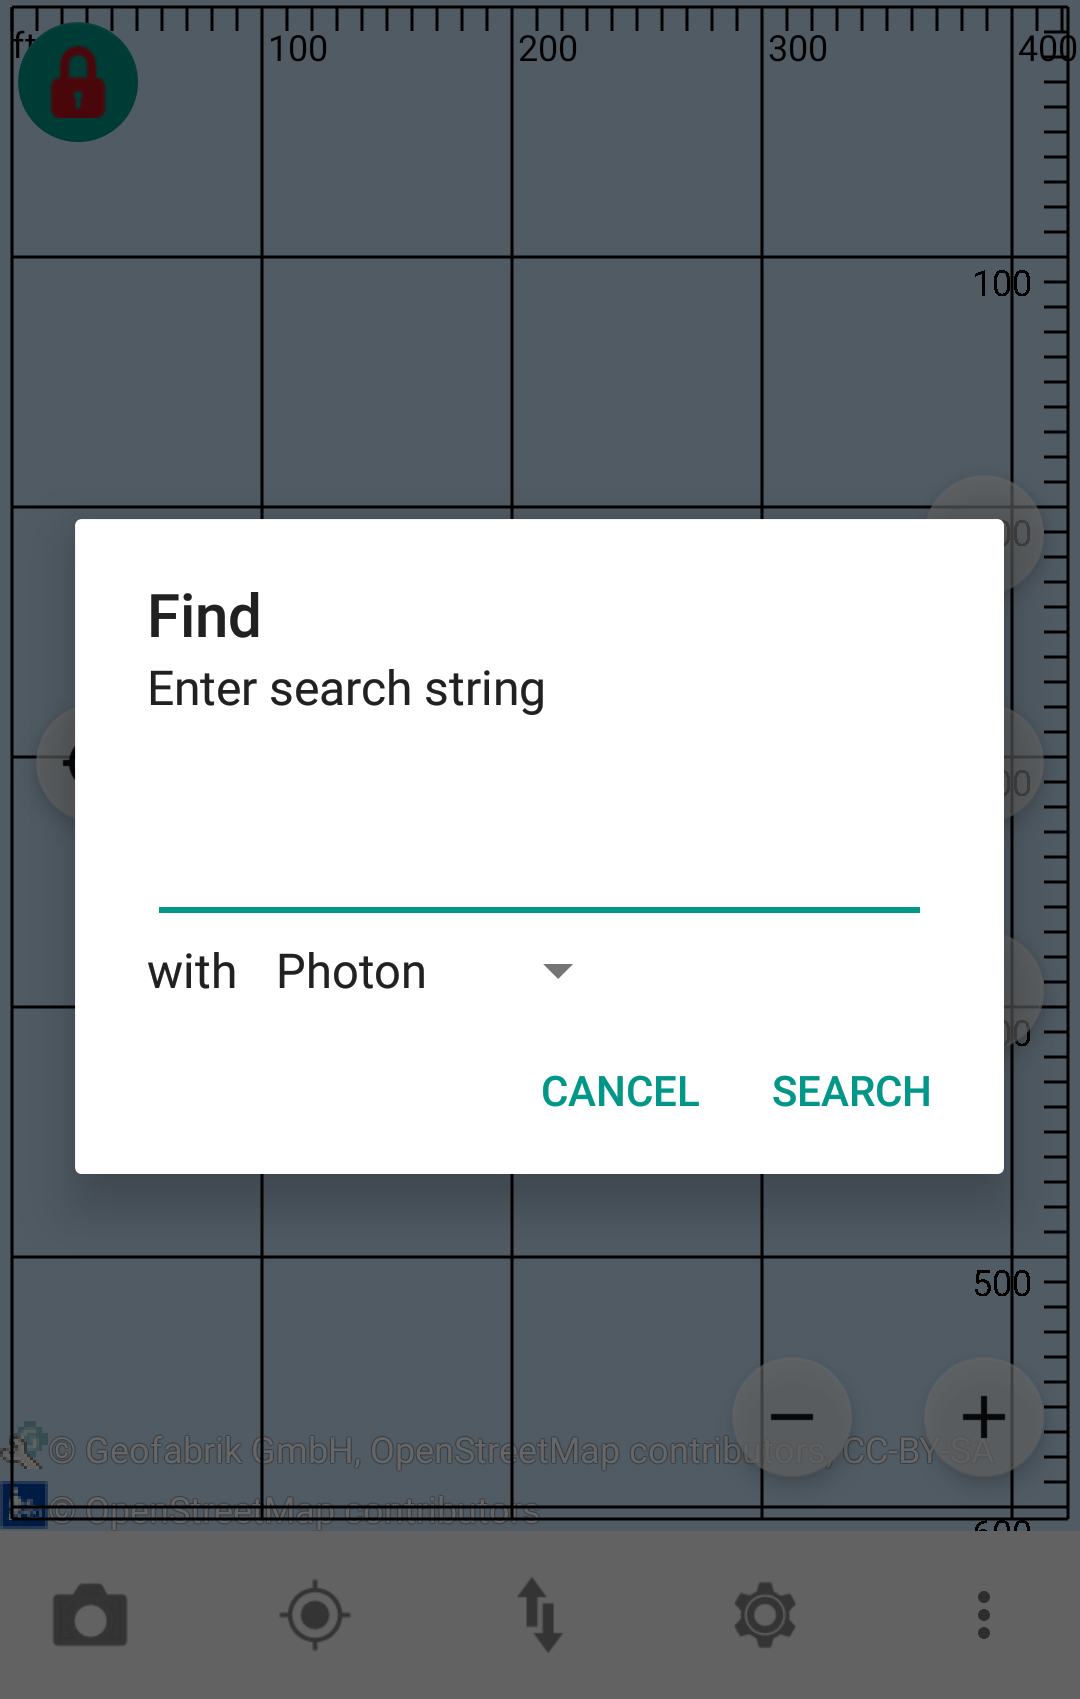 ft 100 200 300 400
100
Find
Enter search string
with Photon
CANCEL SEARCH
500
© Geofabrik GmbH, OpenStreetMap contributors, CC-BY-SA
© OpenStreetMap contributors
600